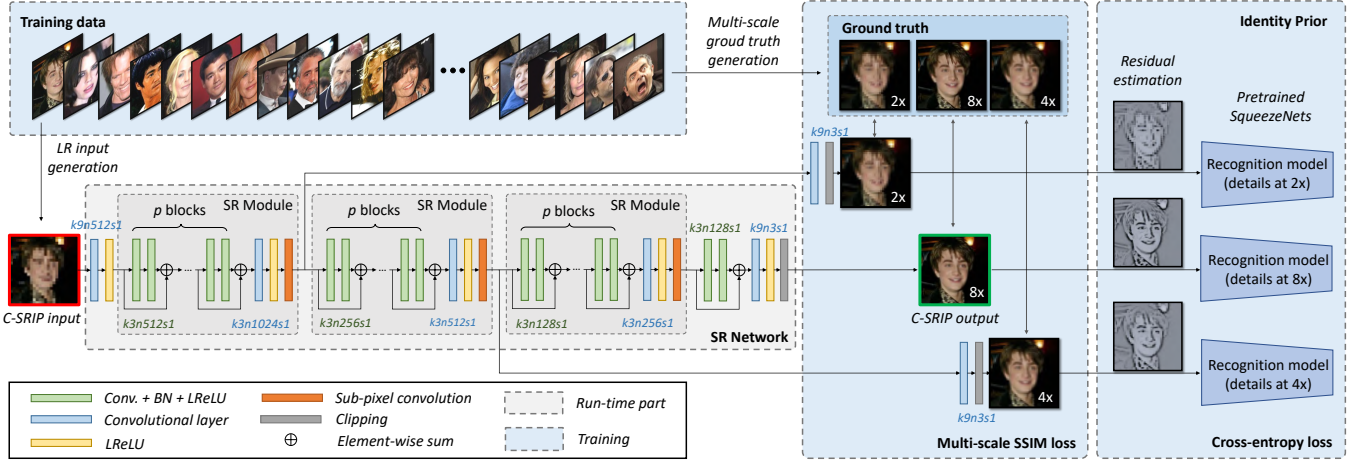 Training data
Multi-scale
groud truth
generation
Ground truth
2x
8x
4x
Identity Prior
Residual
estimation
Pretrained
SqueezeNets
LR input
generation
k9n3s1
2x
Recognition model
(details at 2x)
p blocks
SR Module
p blocks
SR Module
p blocks
SR Module
k9n512s1
k3n128s1
k9n3s1
8x
Recognition model
(details at 8x)
C-SRIP input
k3n512s1
k3n1024s1
k3n256s1
k3n512s1
k3n128s1
k3n256s1
C-SRIP output
SR Network
4x
k9n3s1
Recognition model
(details at 4x)
Conv. + BN + LReLU
Convolutional layer
LReLU
Sub-pixel convolution
Clipping
Element-wise sum
Run-time part
Training
Multi-scale SSIM loss
Cross-entropy loss